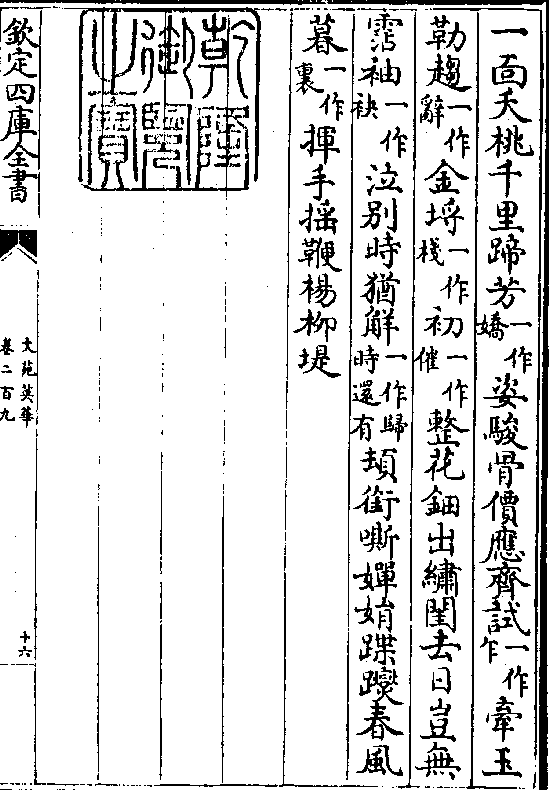 一面夭桃千里蹄芳一作嬌姿駿骨價應齊試一作乍牽玉
勒趨一作辭金埒一作棧初一作催整花鈿出繡閨去日豈無
霑袖一作袂泣別時猶解一作歸時還有頓銜嘶嬋娟蹀躞春風
暮一作裏揮手搖鞭楊柳堤
乾隆
御覽
之寶
欽定四庫全書
文苑英華
卷二百九
十六